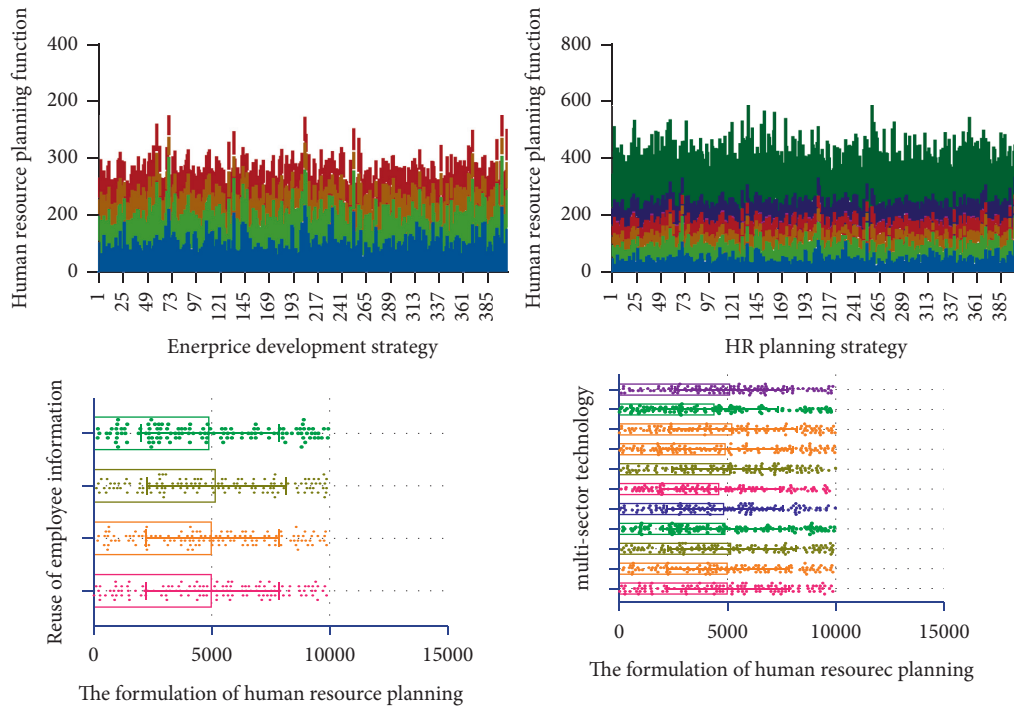 Human resource planning function
400
200
300
200
0
1 25 49 73 97 121 145 169 193 217 241 265 289 313 337 361 385
Enerprice development strategy
Human resource planning function
800
600
400
200
0
1 25 49 73 97 121 145 169 193 217 241 265 289 313 337 361 385
HR planning strategy
Reuse of employee information
0 5000 10000 15000
The formulation of human resource planning
multi-sector technology
0 5000 10000 15000
The formulation of human resourec planning